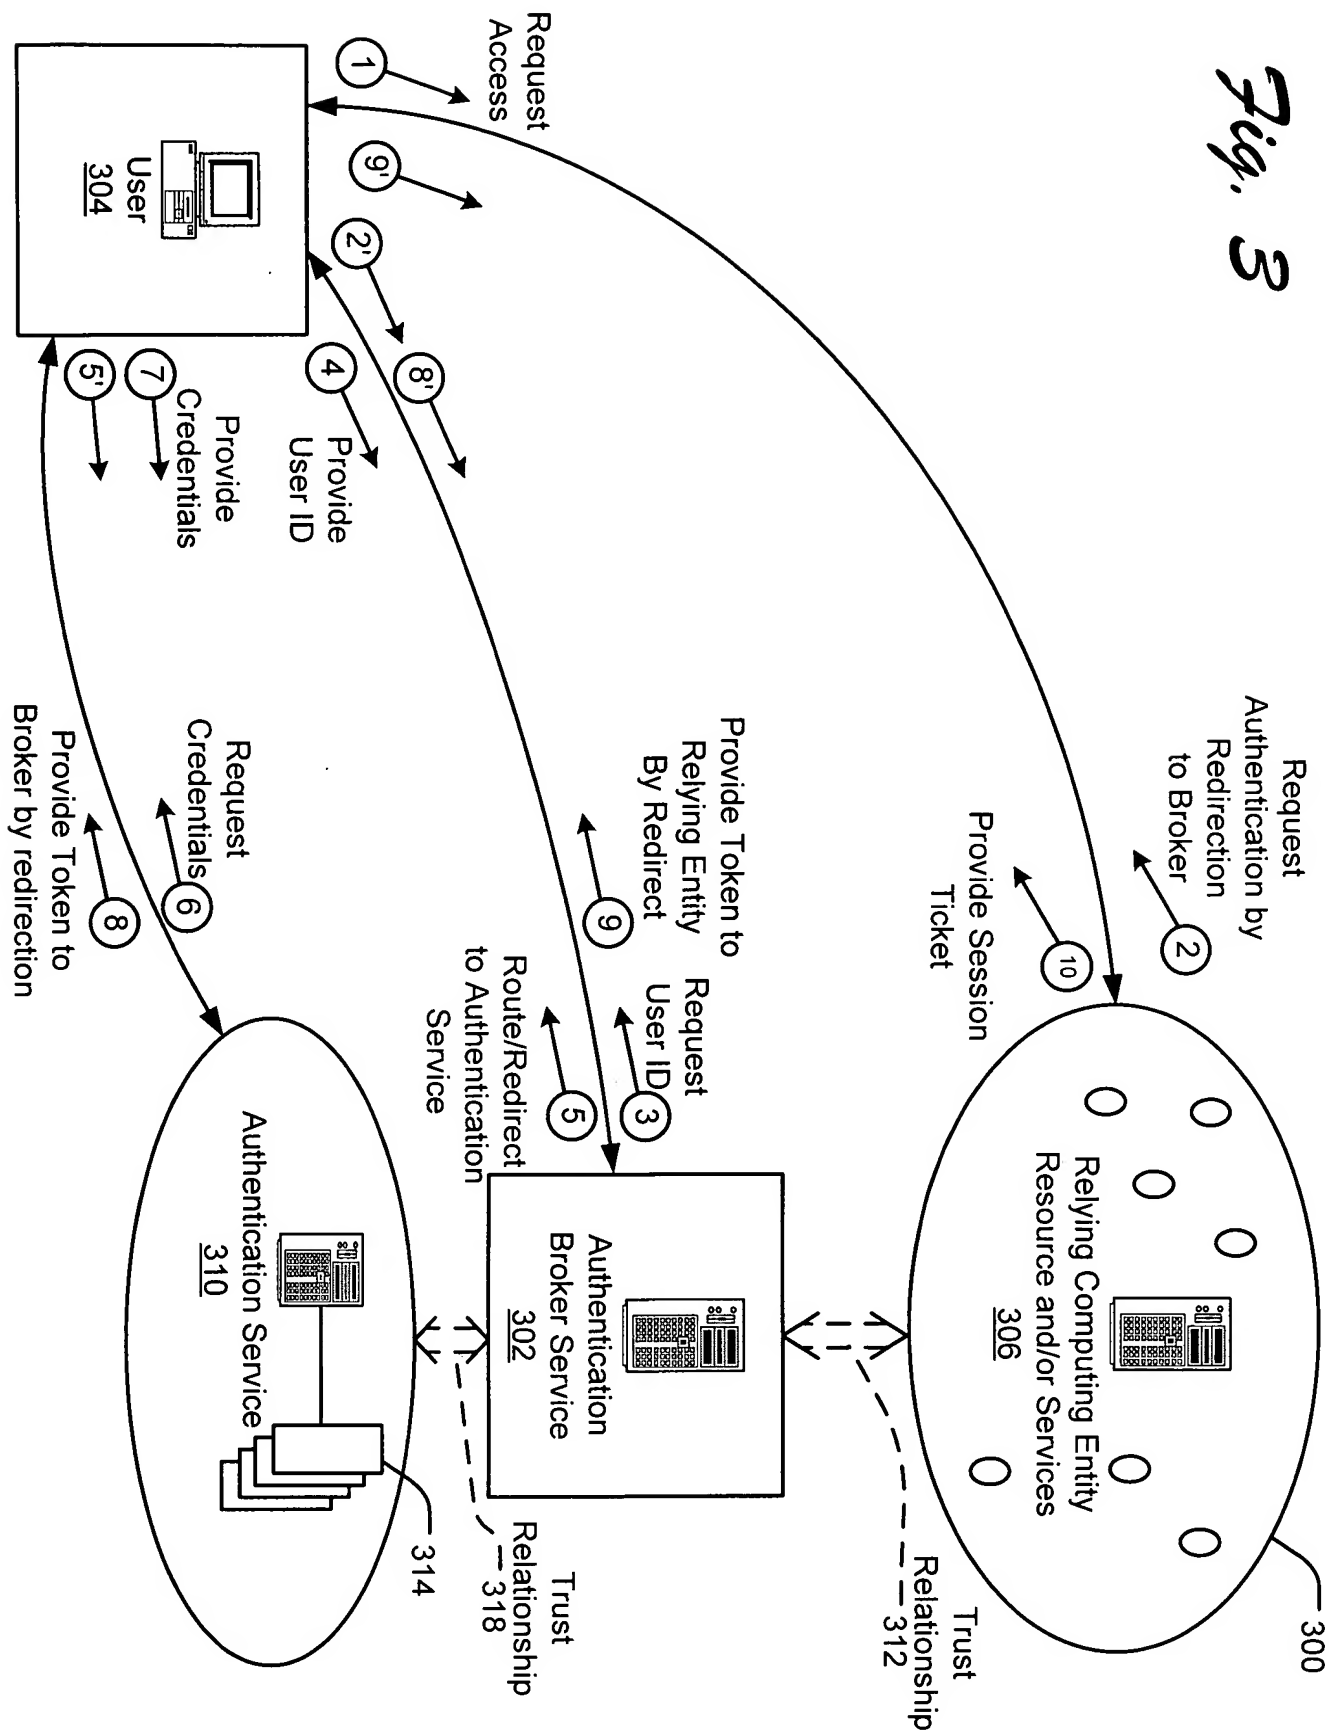 Fig. 3
300
Request
Authentication by
Redirection
to Broker
2
10
Provide Session
Ticket
Relying Computing Entity
Resource and/or Services
306
Trust
Relationship
312
Request
Access
1
9'
2'
8'
4
Provide
User ID
Provide Token to
Relying Entity
By Redirect
9
Request
User ID
3
5
Route/Redirect
to Authentication
Service
Authentication
Broker Service
302
Trust
Relationship
318
User
304
7
5'
Provide
Credentials
Request
Credentials
6
8
Provide Token to
Broker by redirection
Authentication Service
310
314